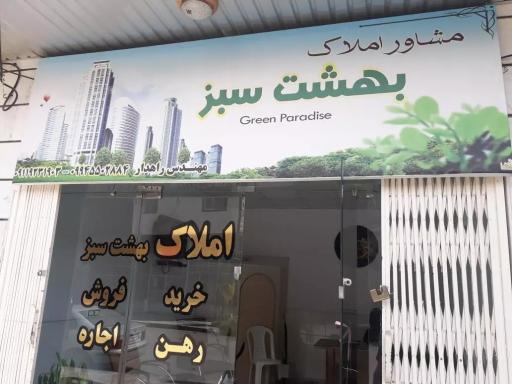 مشاور املاک
بهشت سبز
Green Paradise
مهندس راهدار
املاک بهشت سبز
خرید فروش
رهن اجاره